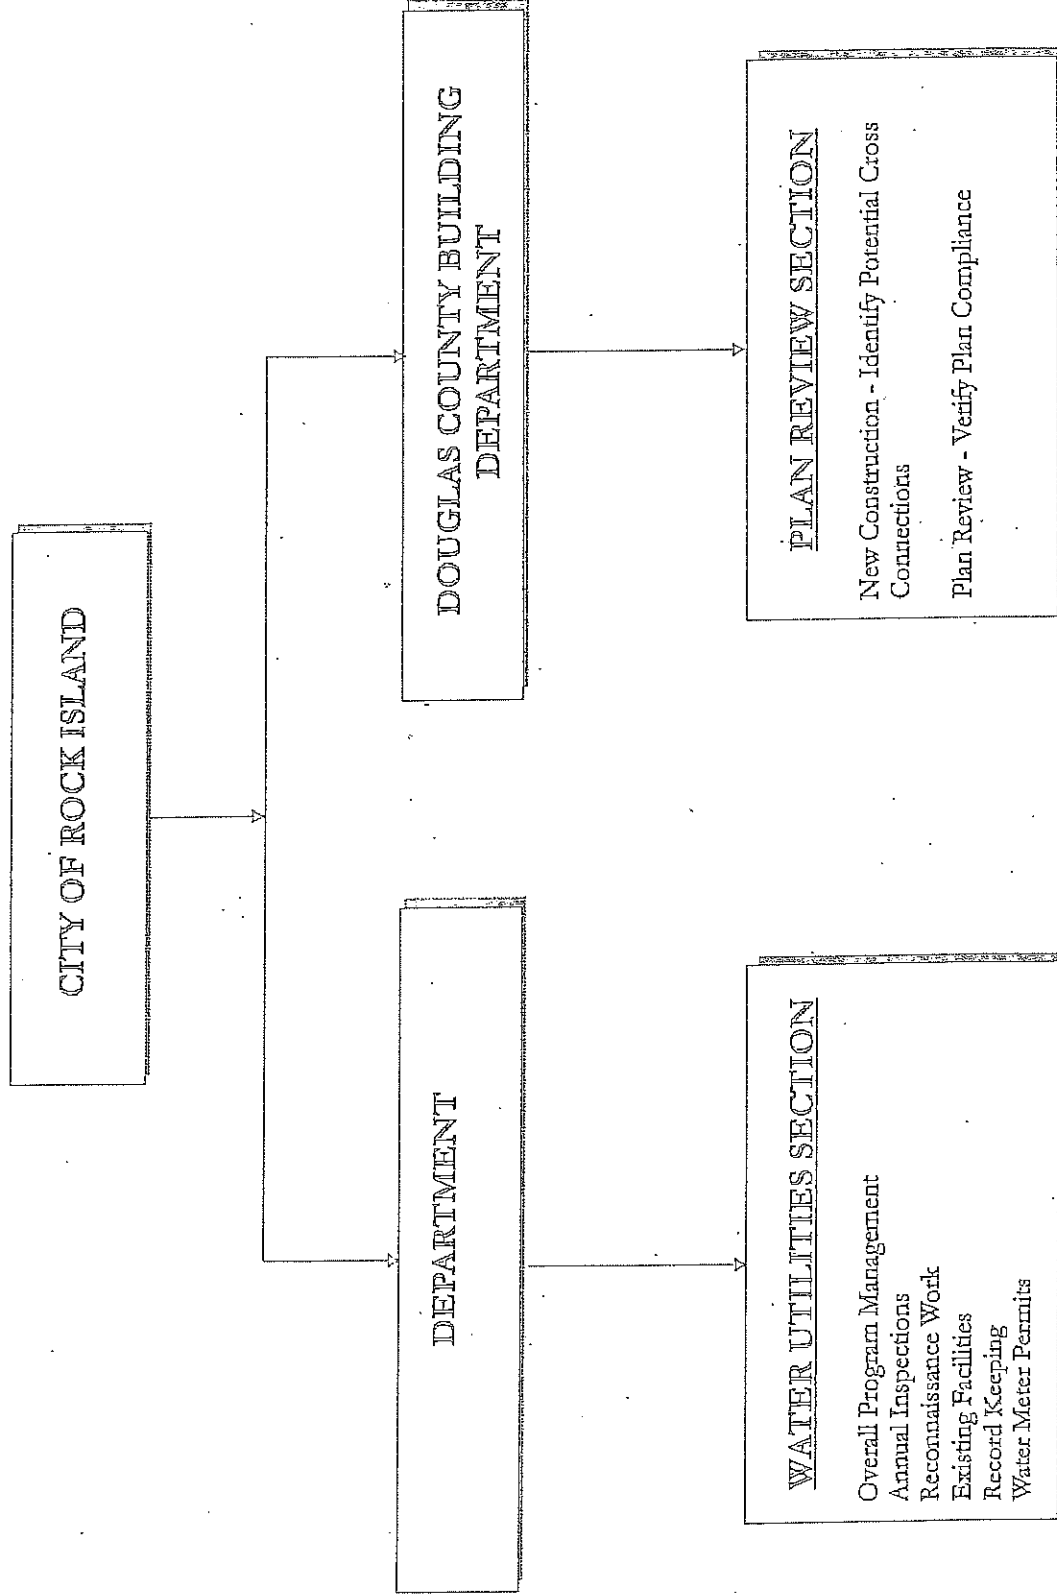 CITY OF ROCK ISLAND
DEPARTMENT
DOUGLAS COUNTY BUILDING
DEPARTMENT
WATER UTILITIES SECTION
Overall Program Management
Annual Inspections
Reconnaissance Work
Existing Facilities
Record Keeping
Water Meter Permits
PLAN REVIEW SECTION
New Construction - Identify Potential Cross
Connections
Plan Review - Verify Plan Compliance